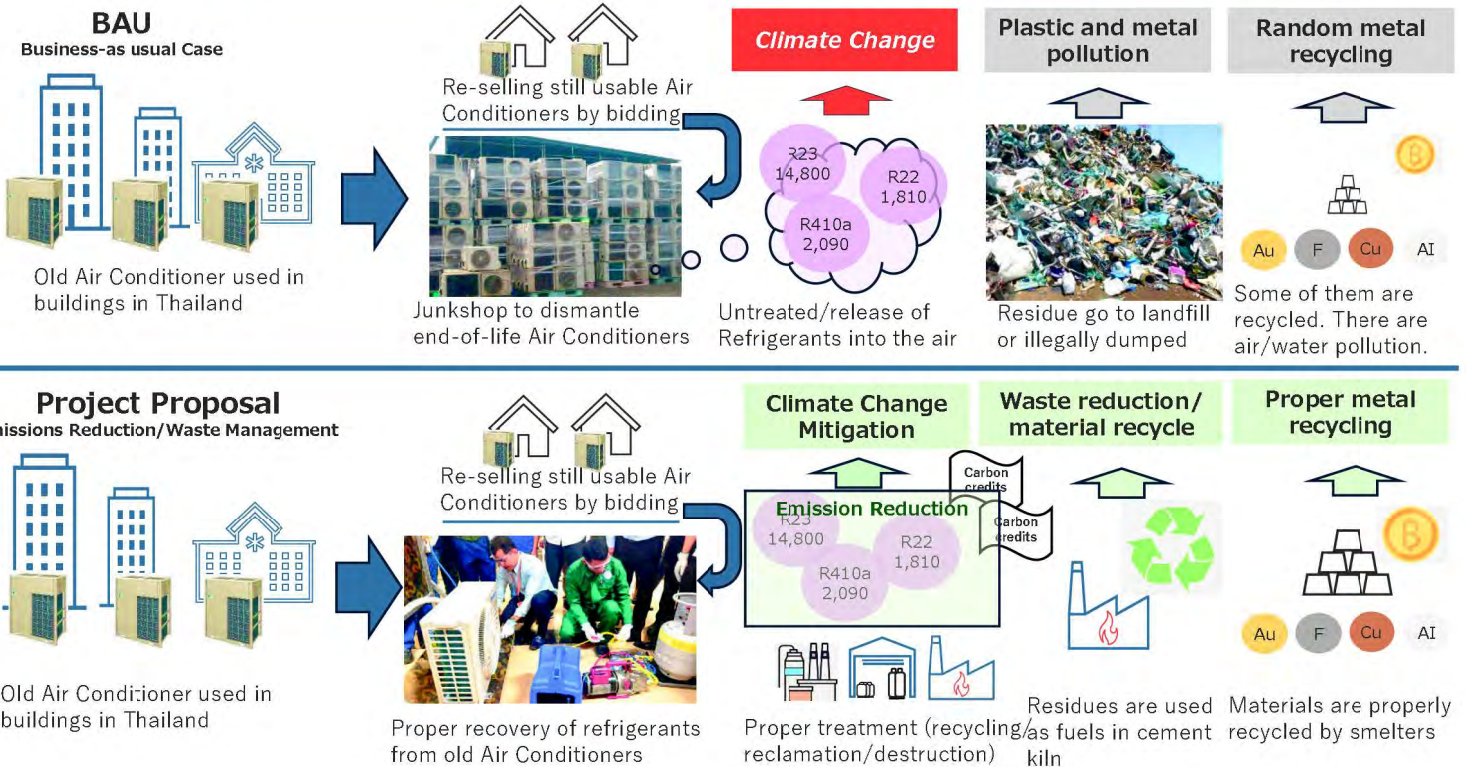 BAU
Business-as usual Case
Old Air Conditioner used in
buildings in Thailand
Re-selling still usable Air
Conditioners by bidding
Junkshop to dismantle
end-of-life Air Conditioners
Climate Change
R23
14,800
R22
1,810
R410a
2,090
Untreated/release of
Refrigerants into the air
Plastic and metal
pollution
Residue go to landfill
or illegally dumped
Random metal
recycling
B
Au
F
Cu
AI
Some of them are
recycled. There are
air/water pollution.
Project Proposal
missions Reduction/Waste Management
Old Air Conditioner used in
buildings in Thailand
Re-selling still usable Air
Conditioners by bidding
Proper recovery of refrigerants
from old Air Conditioners
Climate Change
Mitigation
Carbon
credits
Carbon
credits
Emission Reduction
R23
14,800
R22
1,810
R410a
2,090
Proper treatment (recycling/
reclamation/destruction)
Waste reduction/
material recycle
Residues are used
as fuels in cement
kiln
Proper metal
recycling
B
Au
F
Cu
AI
Materials are properly
recycled by smelters